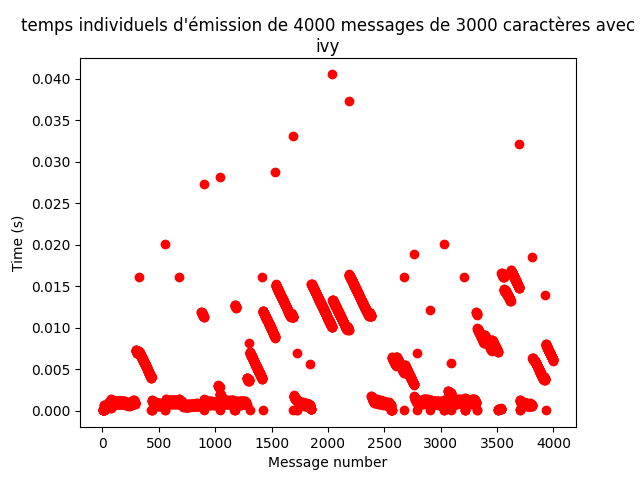 temps individuels d'émission de 4000 messages de 3000 caractères avec
ivy
0.040
0.035
0.030
0.025
0.020
0.015
0.010
0.005
0.000
Time (s)
0 500 1000 1500 2000 2500 3000 3500 4000
Message number